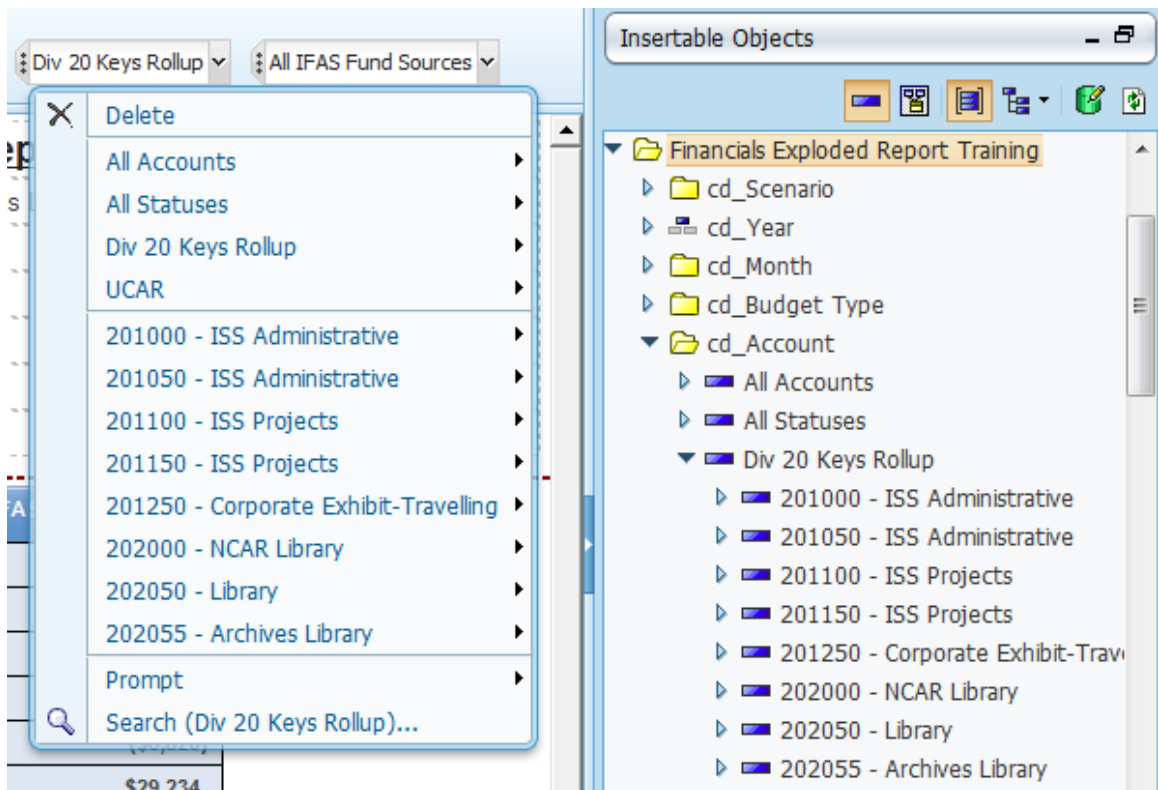 Div 20 Keys Rollup
All IFAS Fund Sources
Delete
All Accounts
All Statuses
Div 20 Keys Rollup
UCAR
201000 - ISS Administrative
201050 - ISS Administrative
201100 - ISS Projects
201150 - ISS Projects
201250 - Corporate Exhibit-Travelling
202000 - NCAR Library
202050 - Library
202055 - Archives Library
Prompt
Search (Div 20 Keys Rollup)...
$29,234
Insertable Objects
Financials Exploded Report Training
cd_Scenario
cd_Year
cd_Month
cd_Budget Type
cd_Account
All Accounts
All Statuses
Div 20 Keys Rollup
201000 - ISS Administrative
201050 - ISS Administrative
201100 - ISS Projects
201150 - ISS Projects
201250 - Corporate Exhibit-Trav
202000 - NCAR Library
202050 - Library
202055 - Archives Library